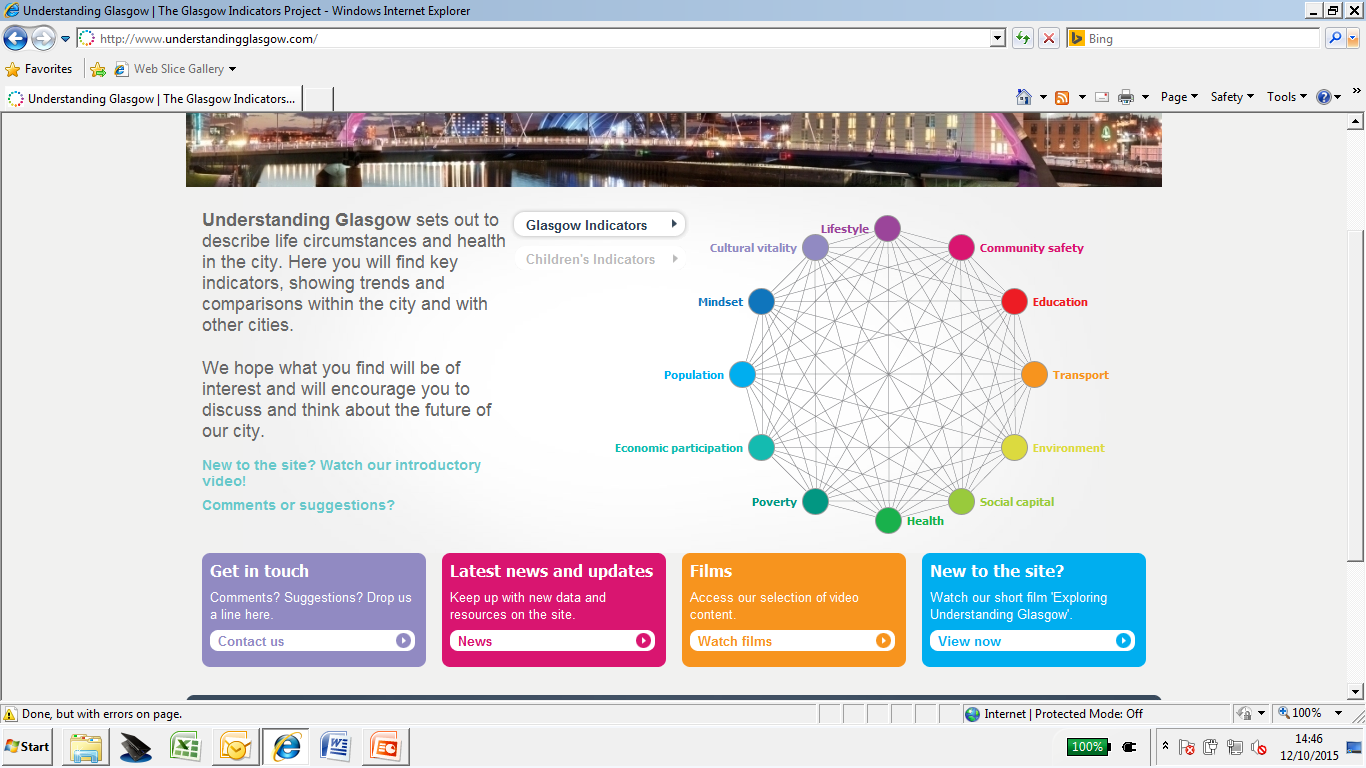 Understanding Glasgow | The Glasgow Indicators Project - Windows Internet Explorer
http://www.understandingglasgow.com/
Bing
Favorites
Web Slice Gallery
Understanding Glasgow | The Glasgow Indicators...
Page
Safety
Tools
»
Understanding Glasgow sets out to
describe life circumstances and health
in the city. Here you will find key
indicators, showing trends and
comparisons within the city and with
other cities.
We hope what you find will be of
interest and will encourage you to
discuss and think about the future of
our city.
New to the site? Watch our introductory
video!
Comments or suggestions?
Glasgow Indicators
Children's Indicators
Lifestyle
Cultural vitality
Community safety
Mindset
Education
Population
Transport
Economic participation
Environment
Poverty
Social capital
Health
Get in touch
Comments? Suggestions? Drop us
a line here.
Contact us
Latest news and updates
Keep up with new data and
resources on the site.
News
Films
Access our selection of video
content.
Watch films
New to the site?
Watch our short film 'Exploring
Understanding Glasgow'.
View now
Done, but with errors on page.
Internet | Protected Mode: Off
100%
Start
100%
14:46
12/10/2015